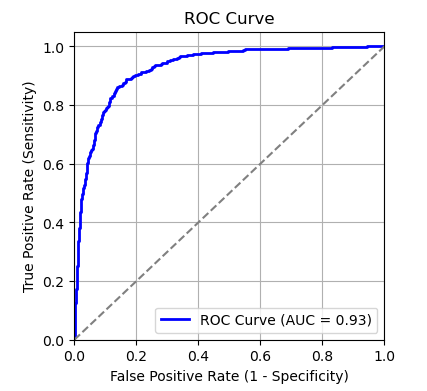 ROC Curve
True Positive Rate (Sensitivity)
1.0
0.8
0.6
0.4
0.2
0.0
ROC Curve (AUC = 0.93)
0.0 0.2 0.4 0.6 0.8 1.0
False Positive Rate (1 - Specificity)